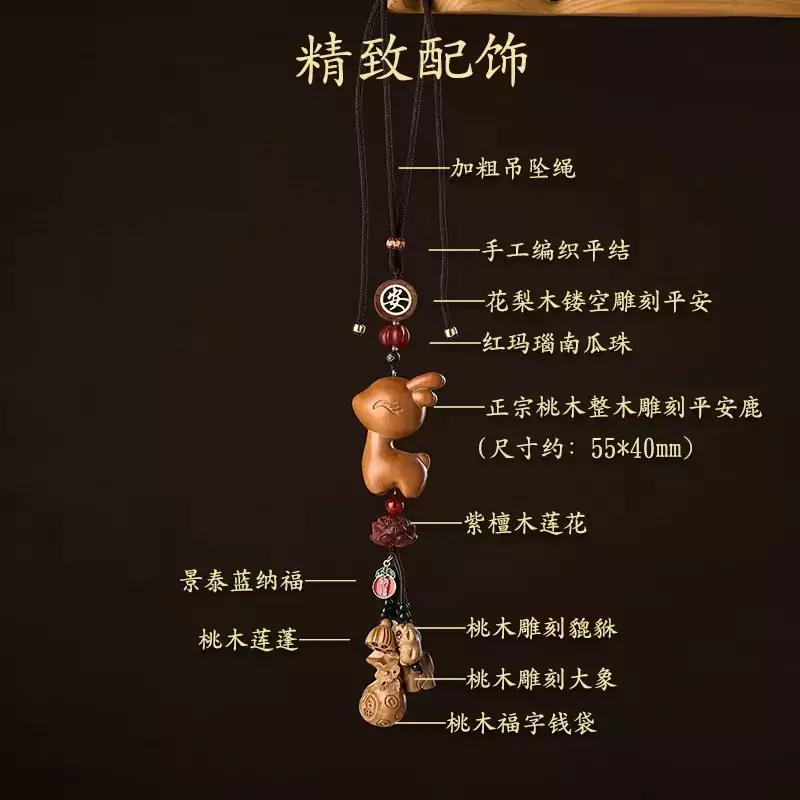 精致配饰
加粗吊坠绳
手工编织平结
安
花梨木镂空雕刻平安
红玛瑙南瓜珠
正宗桃木整木雕刻平安鹿
(尺寸约: 55*40mm)
紫檀木莲花
景泰蓝纳福
桃木雕刻貔貅
桃木莲蓬
桃木雕刻大象
桃木福字钱袋